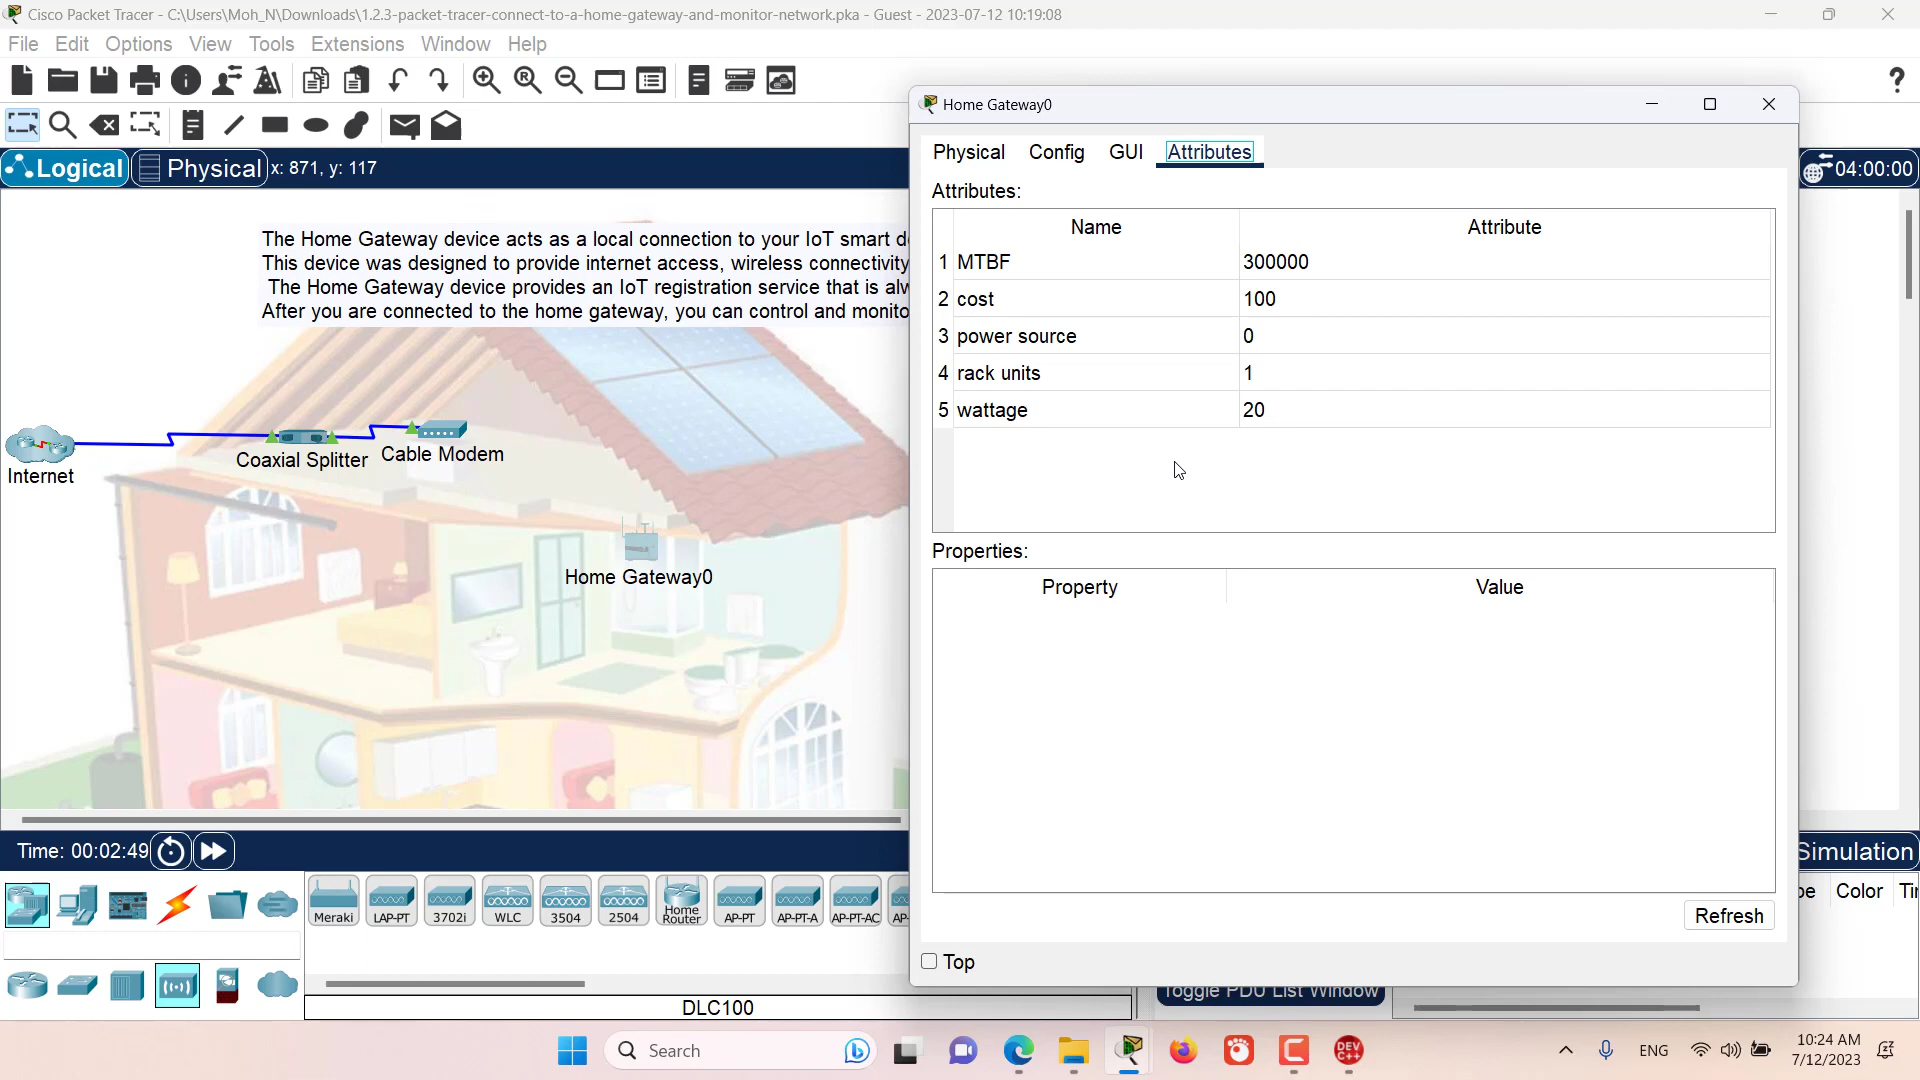 Cisco Packet Tracer - C:\Users\Moh_N\Downloads\1.2.3-packet-tracer-connect-to-a-home-gateway-and-monitor-network.pka - Guest - 2023-07-12 10:19:08
File Edit Options View Tools Extensions Window Help
Logical Physical x: 871, y: 117
04:00:00
The Home Gateway device acts as a local connection to your IoT smart
This device was designed to provide internet access, wireless connectivity
The Home Gateway device provides an IoT registration service that is
After you are connected to the home gateway, you can control and
Internet
Coaxial Splitter
Cable Modem
Home Gateway0
Home Gateway0
Physical Config GUI Attributes
Attributes:
Name Attribute
1 MTBF 300000
2 cost 100
3 power source 0
4 rack units 1
5 wattage 20
Properties:
Property Value
Refresh
Top
Time: 00:02:49
Simulation
Color
Meraki LAP-PT 3702i WLC 3504 2504 Home Router AP-PT AP-PT-A AP-PT-AC
DLC100
Toggle PDU List Window
Search
DEV C++
ENG
10:24 AM
7/12/2023